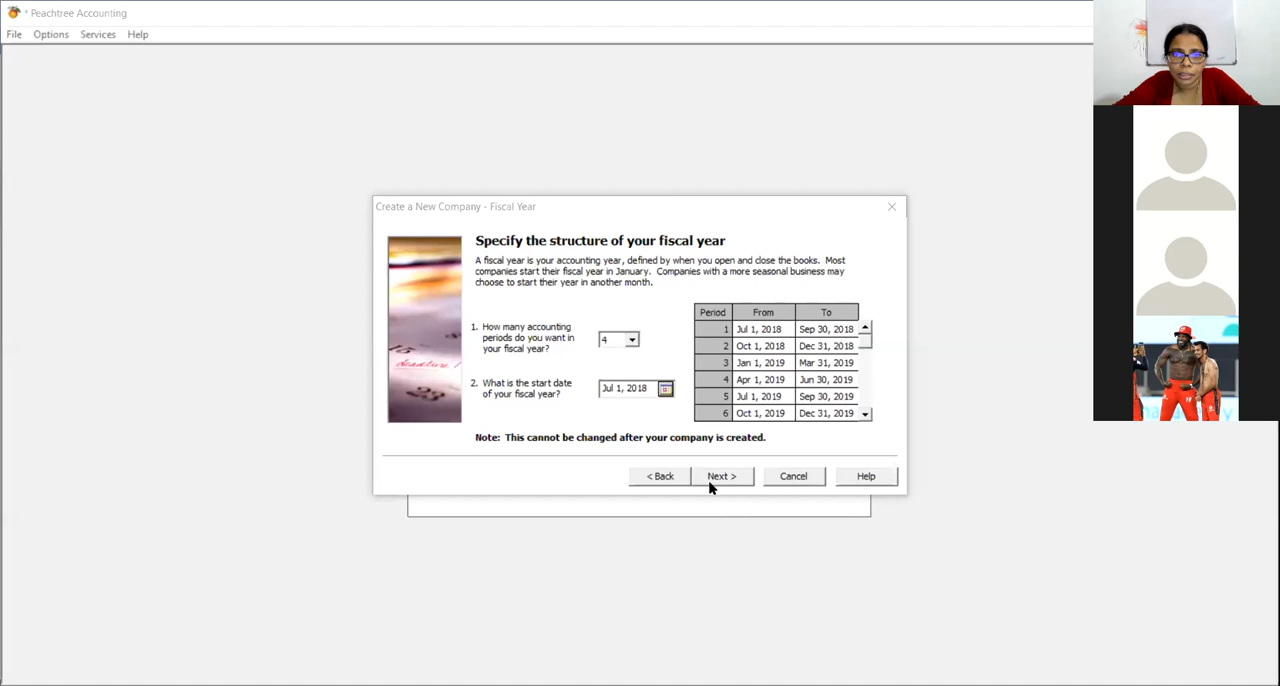 * Peachtree Accounting
File Options Services Help
Create a New Company - Fiscal Year
Specify the structure of your fiscal year
A fiscal year is your accounting year, defined by when you open and close the books. Most
companies start their fiscal year in January. Companies with a more seasonal business may
choose to start their year in another month.
1. How many accounting
periods do you want in
your fiscal year?
4
2. What is the start date
of your fiscal year?
Jul 1, 2018
Period From To
1 Jul 1, 2018 Sep 30, 2018
2 Oct 1, 2018 Dec 31, 2018
3 Jan 1, 2019 Mar 31, 2019
4 Apr 1, 2019 Jun 30, 2019
5 Jul 1, 2019 Sep 30, 2019
6 Oct 1, 2019 Dec 31, 2019
Note: This cannot be changed after your company is created.
< Back Next > Cancel Help
deadline